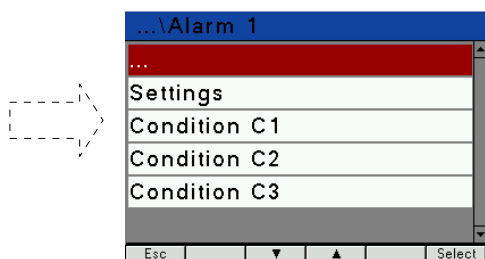 ...\Alarm 1
...
Settings
Condition C1
Condition C2
Condition C3
Esc ▼ ▲ Select